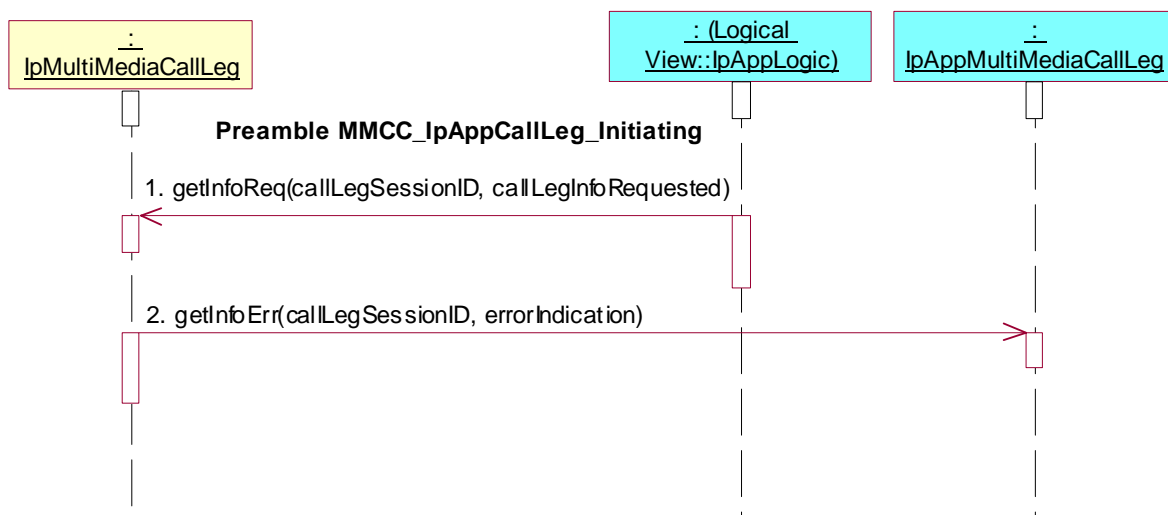 :
IpMultiMediaCallLeg
: (Logical
View::IpAppLogic)
:
IpAppMultiMediaCallLeg
Preamble MMCC_IpAppCallLeg_Initiating
1. getInfoReq(callLegSessionID, callLegInfoRequested)
2. getInfoErr(callLegSessionID, errorIndication)